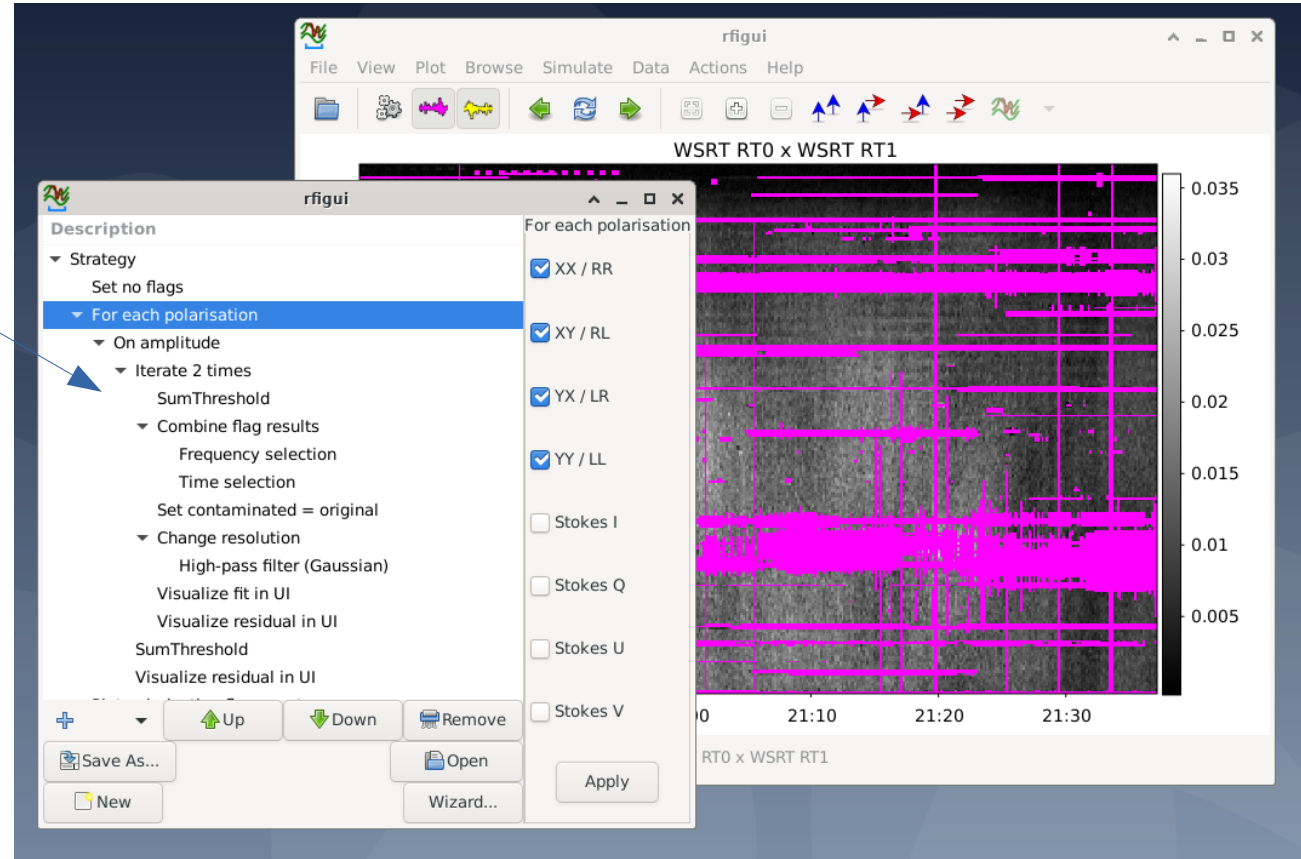 rfigui
File View Plot Browse Simulate Data Actions Help
WSRT RT0 x WSRT RT1
0.035
0.03
0.025
0.02
0.015
0.01
0.005
21:10 21:20 21:30
RT0 x WSRT RT1
rfigui
Description
Strategy
Set no flags
For each polarisation
On amplitude
Iterate 2 times
SumThreshold
Combine flag results
Frequency selection
Time selection
Set contaminated = original
Change resolution
High-pass filter (Gaussian)
Visualize fit in UI
Visualize residual in UI
SumThreshold
Visualize residual in UI
Up Down Remove
Save As... Open
New Wizard...
For each polarisation
XX / RR
XY / RL
YX / LR
YY / LL
Stokes I
Stokes Q
Stokes U
Stokes V
Apply